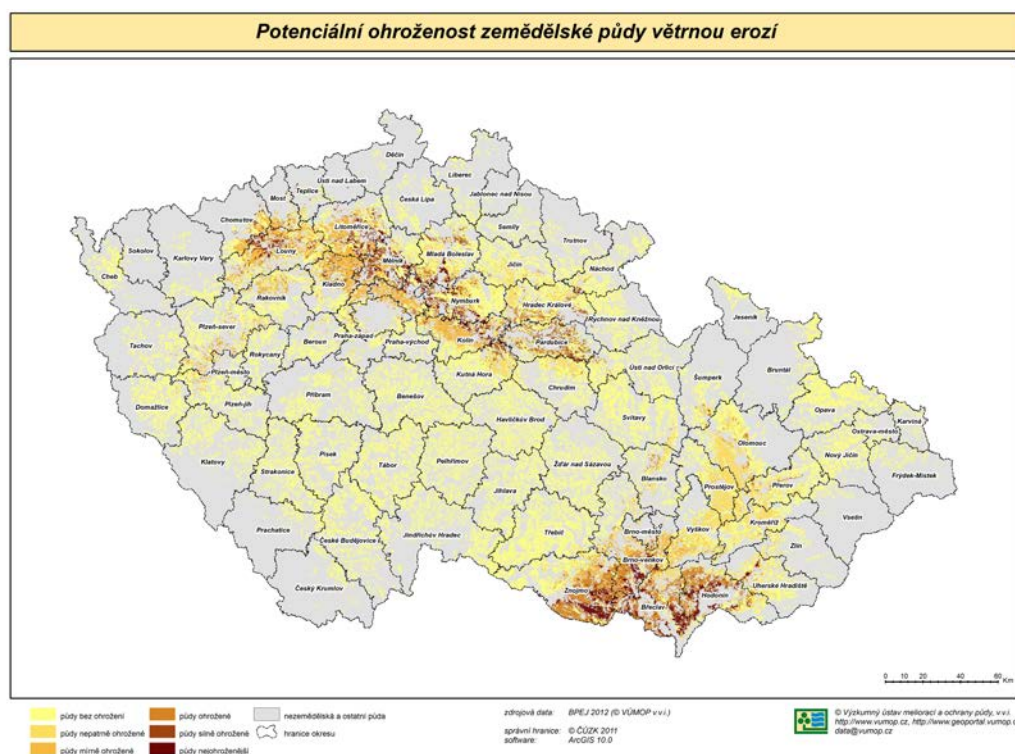 Potenciální ohroženost zemědělské půdy větrnou erozí
Děčín
Liberec
Ústí nad Labem
Teplice
Jablonec nad Nisou
Most
Česká Lípa
Chomutov
Semily
Litoměřice
Trutnov
Sokolov
Louny
Mělník
Mladá Boleslav
Jičín
Karlovy Vary
Náchod
Cheb
Kladno
Nymburk
Hradec Králové
Rakovník
Rychnov nad Kněžnou
Jeseník
Plzeň-sever
Praha-západ
Praha-východ
Kolín
Pardubice
Tachov
Rokycany
Beroun
Bruntál
Plzeň-město
Kutná Hora
Ústí nad Orlicí
Šumperk
Chrudim
Příbram
Benešov
Opava
Domažlice
Plzeň-jih
Karviná
Havlíčkův Brod
Svitavy
Ostrava-město
Olomouc
Nový Jičín
Klatovy
Písek
Tábor
Pelhřimov
Žďár nad Sázavou
Strakonice
Frýdek-Místek
Blansko
Prostějov
Přerov
Jihlava
Vsetín
Prachatice
České Budějovice
Jindřichův Hradec
Třebíč
Brno-město
Vyškov
Kroměříž
Zlín
Brno-venkov
Český Krumlov
Znojmo
Uherské Hradiště
Břeclav
Hodonín
0 10 20 40 60
Km
půdy bez ohrožení
půdy ohrožené
nezemědělská a ostatní půda
půdy nepatrně ohrožené
půdy silně ohrožené
hranice okresu
půdy mírně ohrožené
půdy nejohroženější
zdrojová data: BPEJ 2012 (© VÚMOP v.v.i.)
správní hranice: © ČÚZK 2011
software: ArcGIS 10.0
© Výzkumný ústav meliorací a ochrany půdy, v.v.i.
http://www.vumop.cz, http://www.geoportal.vumop.c
data@vumop.cz